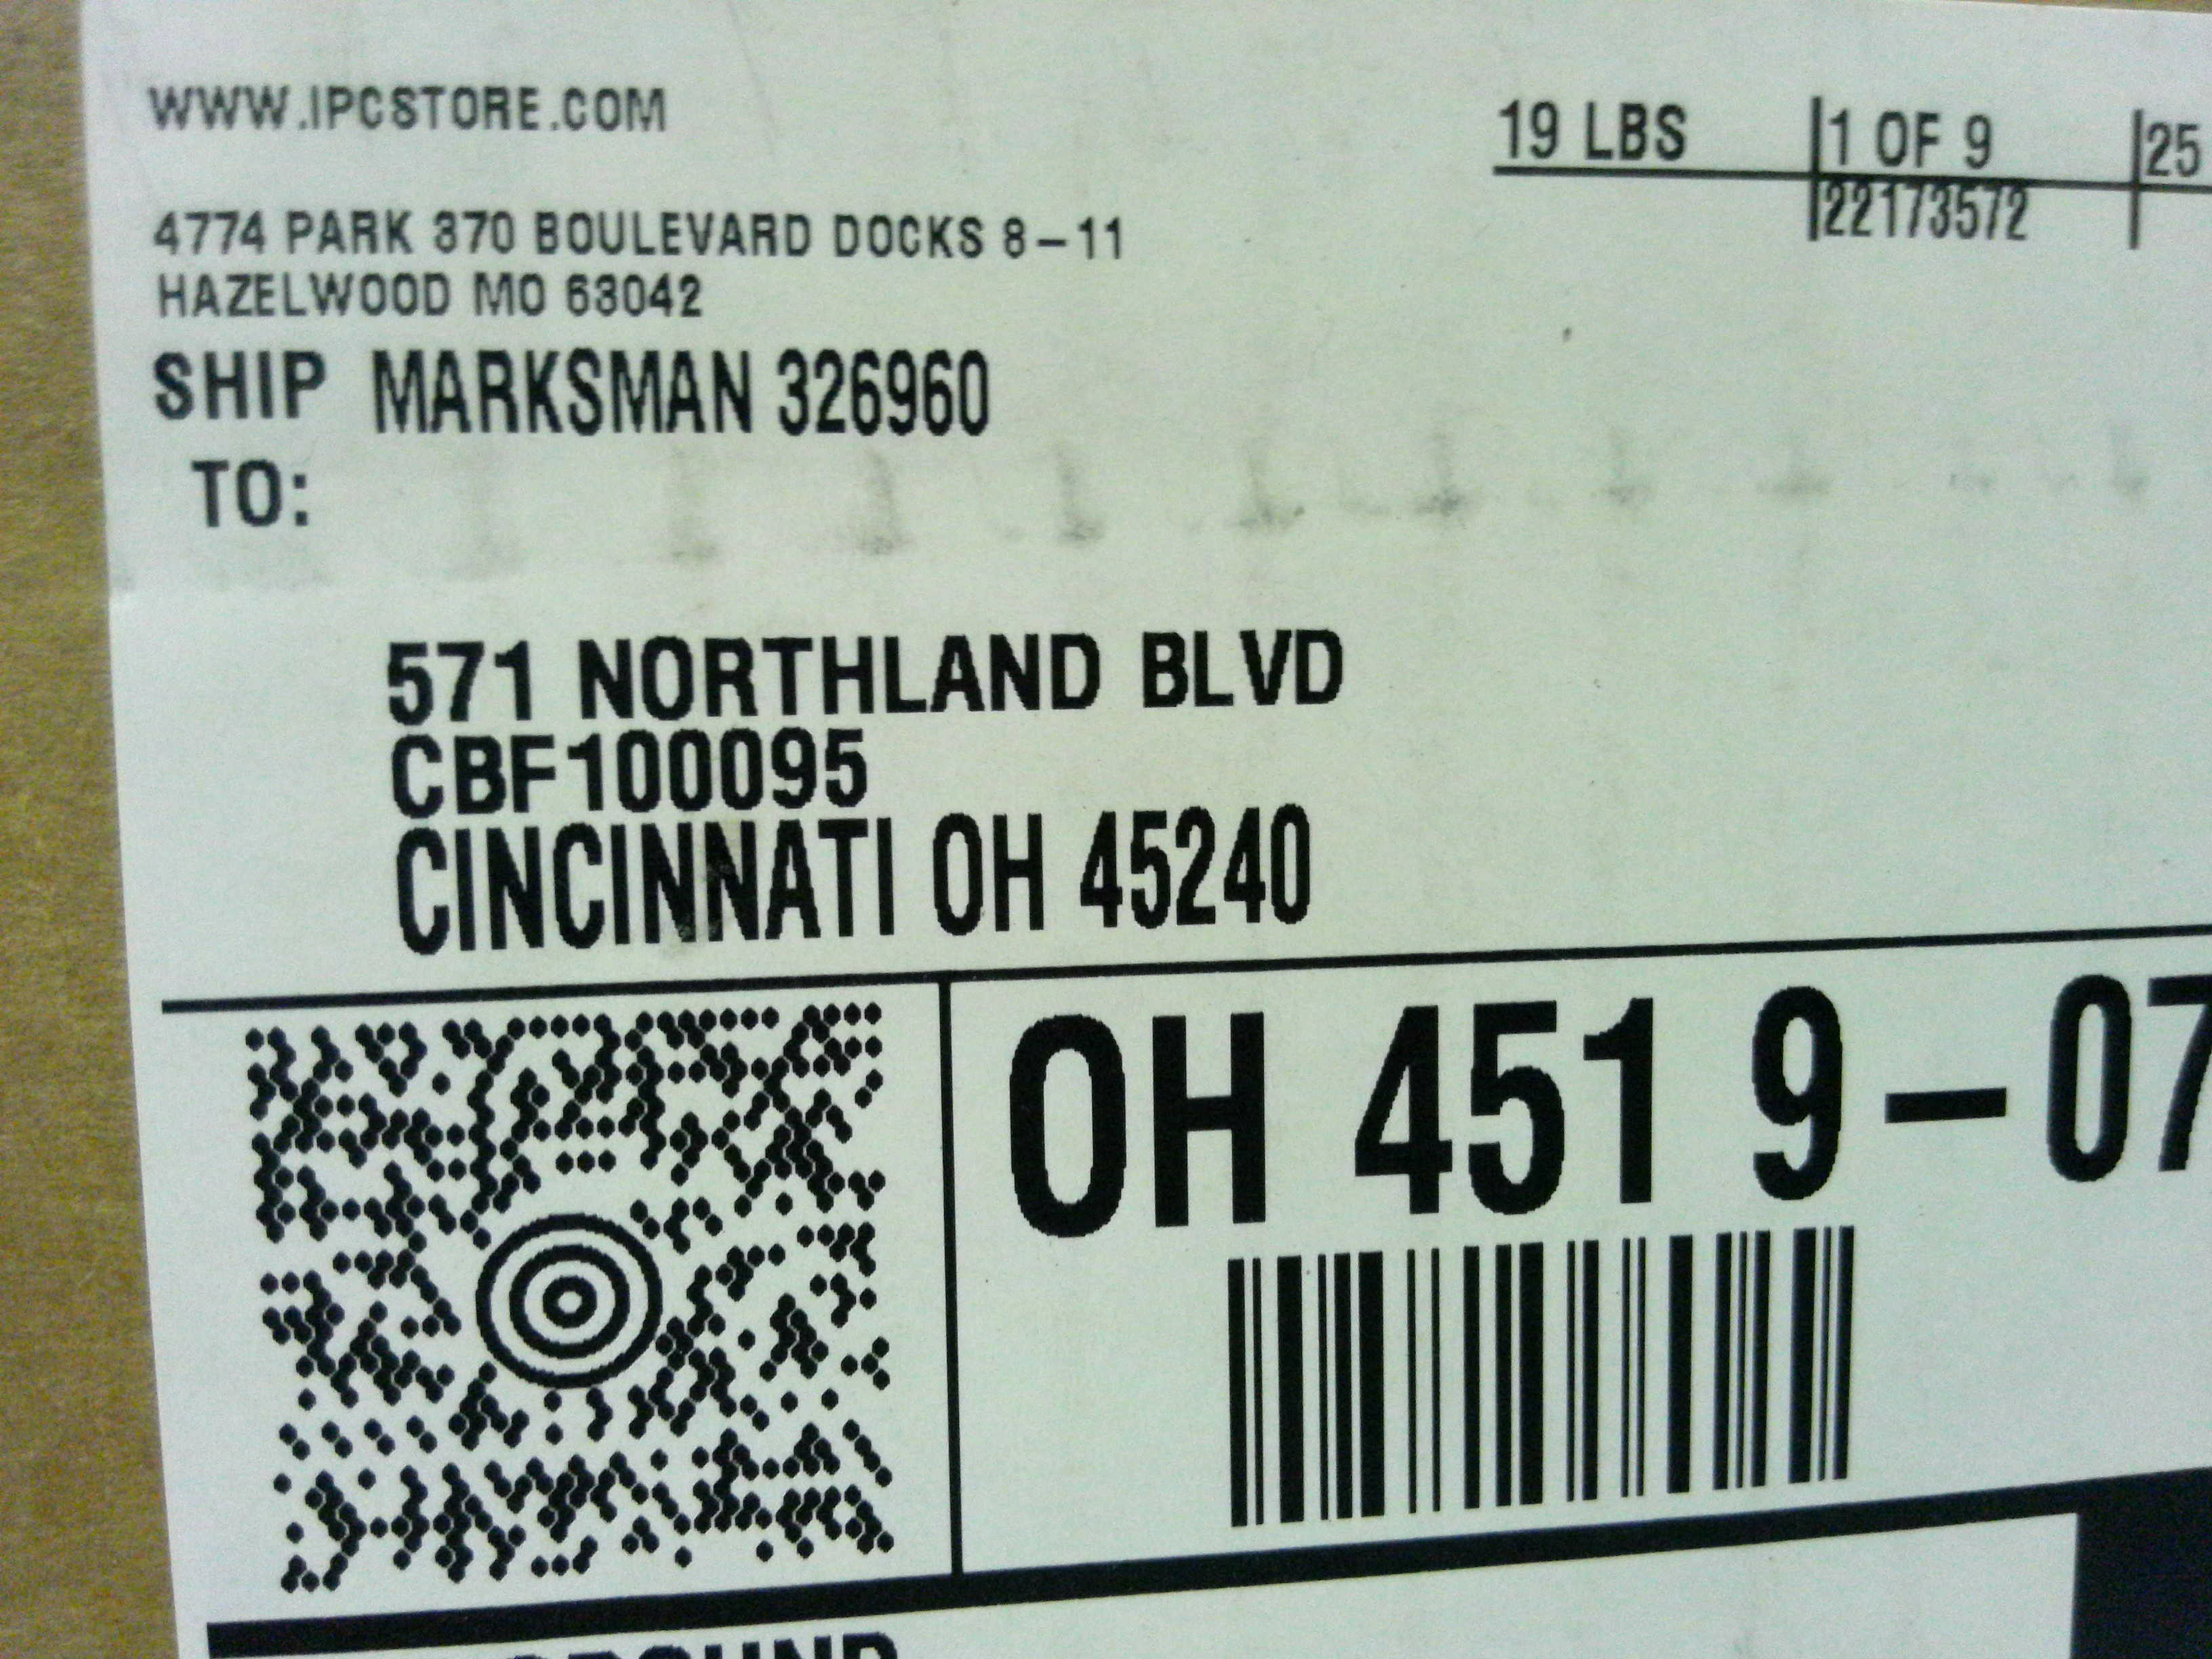 WWW.IPCSTORE.COM
19 LBS 1 OF 9 25
22173572
4774 PARK 370 BOULEVARD DOCKS 8-11
HAZELWOOD MO 63042
SHIP MARKSMAN 326960
TO:
571 NORTHLAND BLVD
CBF100095
CINCINNATI OH 45240
OH 451 9-07